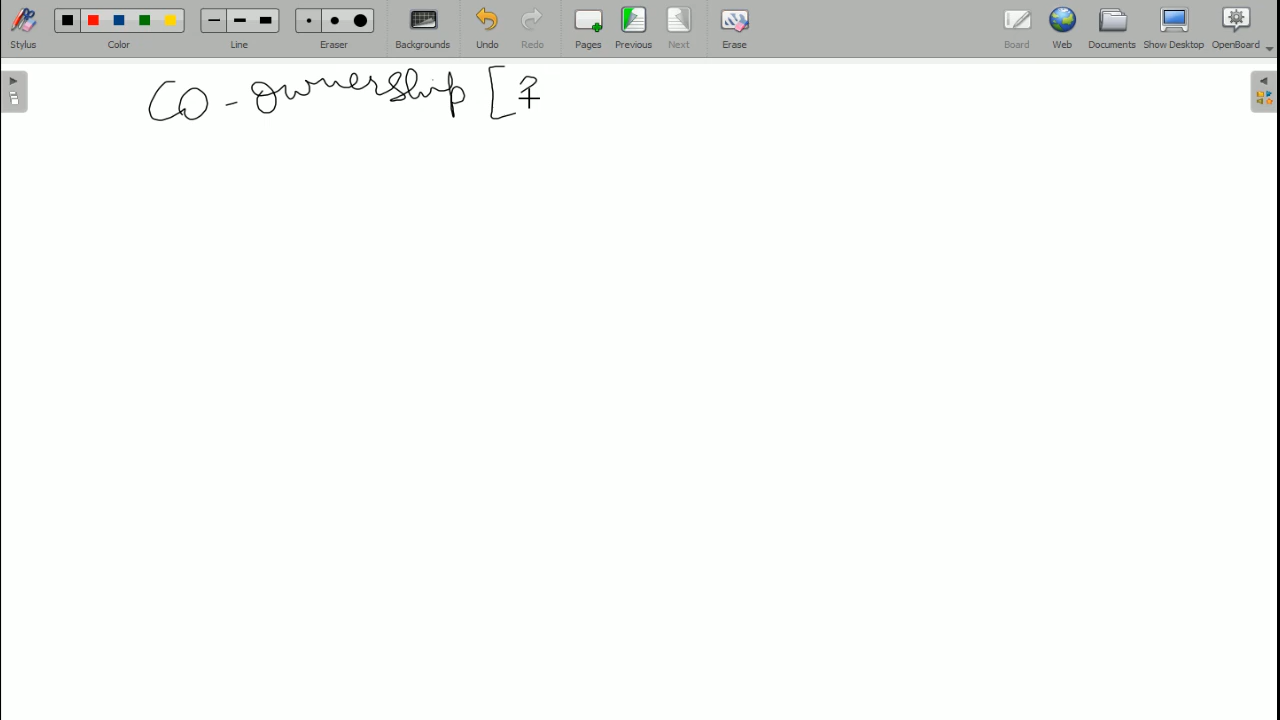 Stylus
Color
Line
Eraser
Backgrounds
Undo
Redo
Pages
Previous
Next
Erase
Board
Web
Documents
Show Desktop
OpenBoard
Co-ownership [